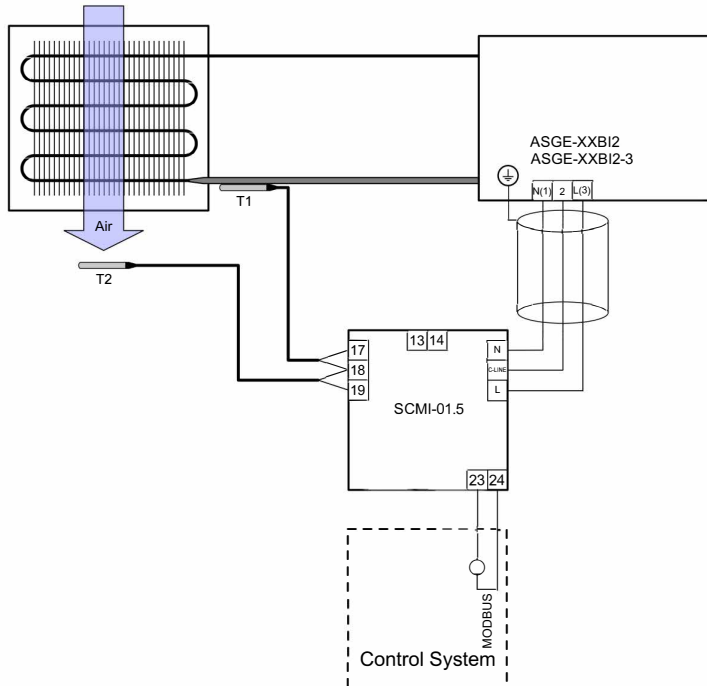 ASGE-XXBI2
ASGE-XXBI2-3
N(1) 2 L(3)
T1
Air
T2
13 14
17
18
19
N
C-LINE
L
SCMI-01.5
23 24
MODBUS
Control System